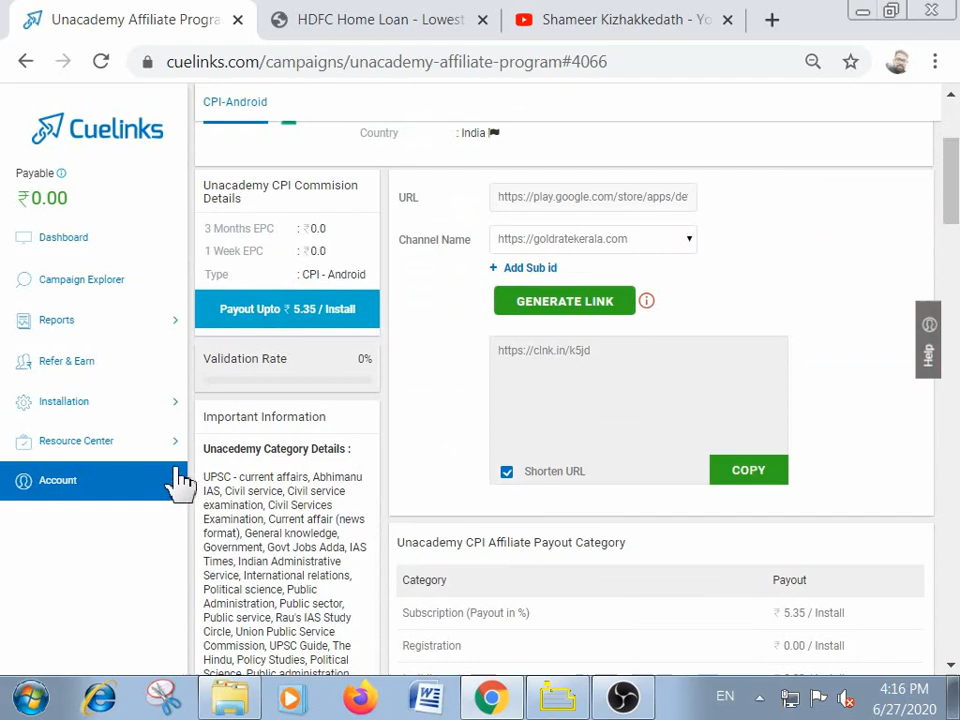 Unacademy Affiliate Progra
HDFC Home Loan - Lowest
Shameer Kizhakkedath - Yo
cuelinks.com/campaigns/unacademy-affiliate-program#4066
Cuelinks
Payable
₹0.00
Dashboard
Campaign Explorer
Reports
Refer & Earn
Installation
Resource Center
Account
CPI-Android
Country : India
Unacademy CPI Commision
Details
3 Months EPC : ₹0.0
1 Week EPC : ₹0.0
Type : CPI - Android
Payout Upto ₹ 5.35 / Install
Validation Rate 0%
Important Information
Unacedemy Category Details :
UPSC - current affairs, Abhimanu
IAS, Civil service, Civil service
examination, Civil Services
Examination, Current affair (news
format), General knowledge,
Government, Govt Jobs Adda, IAS
Times, Indian Administrative
Service, International relations,
Political science, Public
Administration, Public sector,
Public service, Rau's IAS Study
Circle, Union Public Service
Commission, UPSC Guide, The
Hindu, Policy Studies, Political
Science, Public administration
URL https://play.google.com/store/apps/de
Channel Name https://goldratekerala.com
+ Add Sub id
GENERATE LINK
https://clnk.in/k5jd
Shorten URL
COPY
Unacademy CPI Affiliate Payout Category
Category Payout
Subscription (Payout in %) ₹ 5.35 / Install
Registration ₹ 0.00 / Install
Help
EN
4:16 PM
6/27/2020